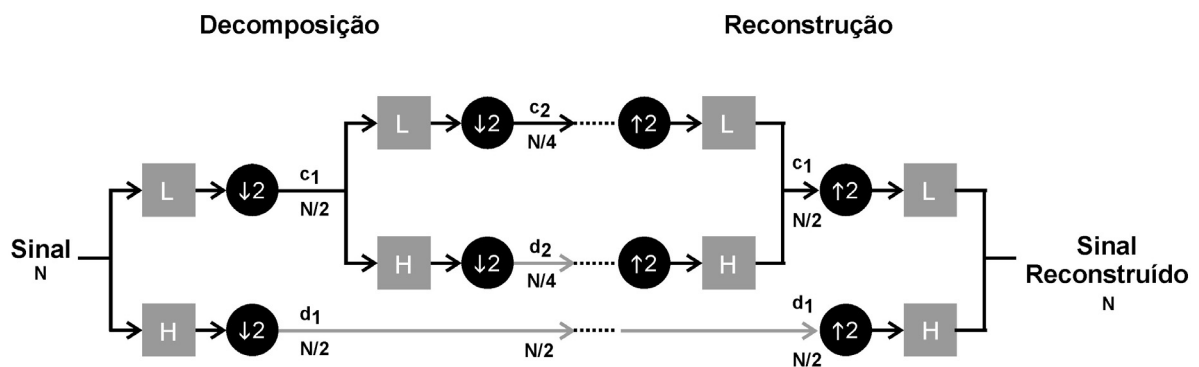 Decomposição
Reconstrução
L
↓2
c2
N/4
↑2
L
L
↓2
c1
N/2
c1
N/2
↑2
L
Sinal
N
H
↓2
d2
N/4
↑2
H
Sinal
Reconstruído
N
H
↓2
d1
N/2
N/2
d1
N/2
↑2
H